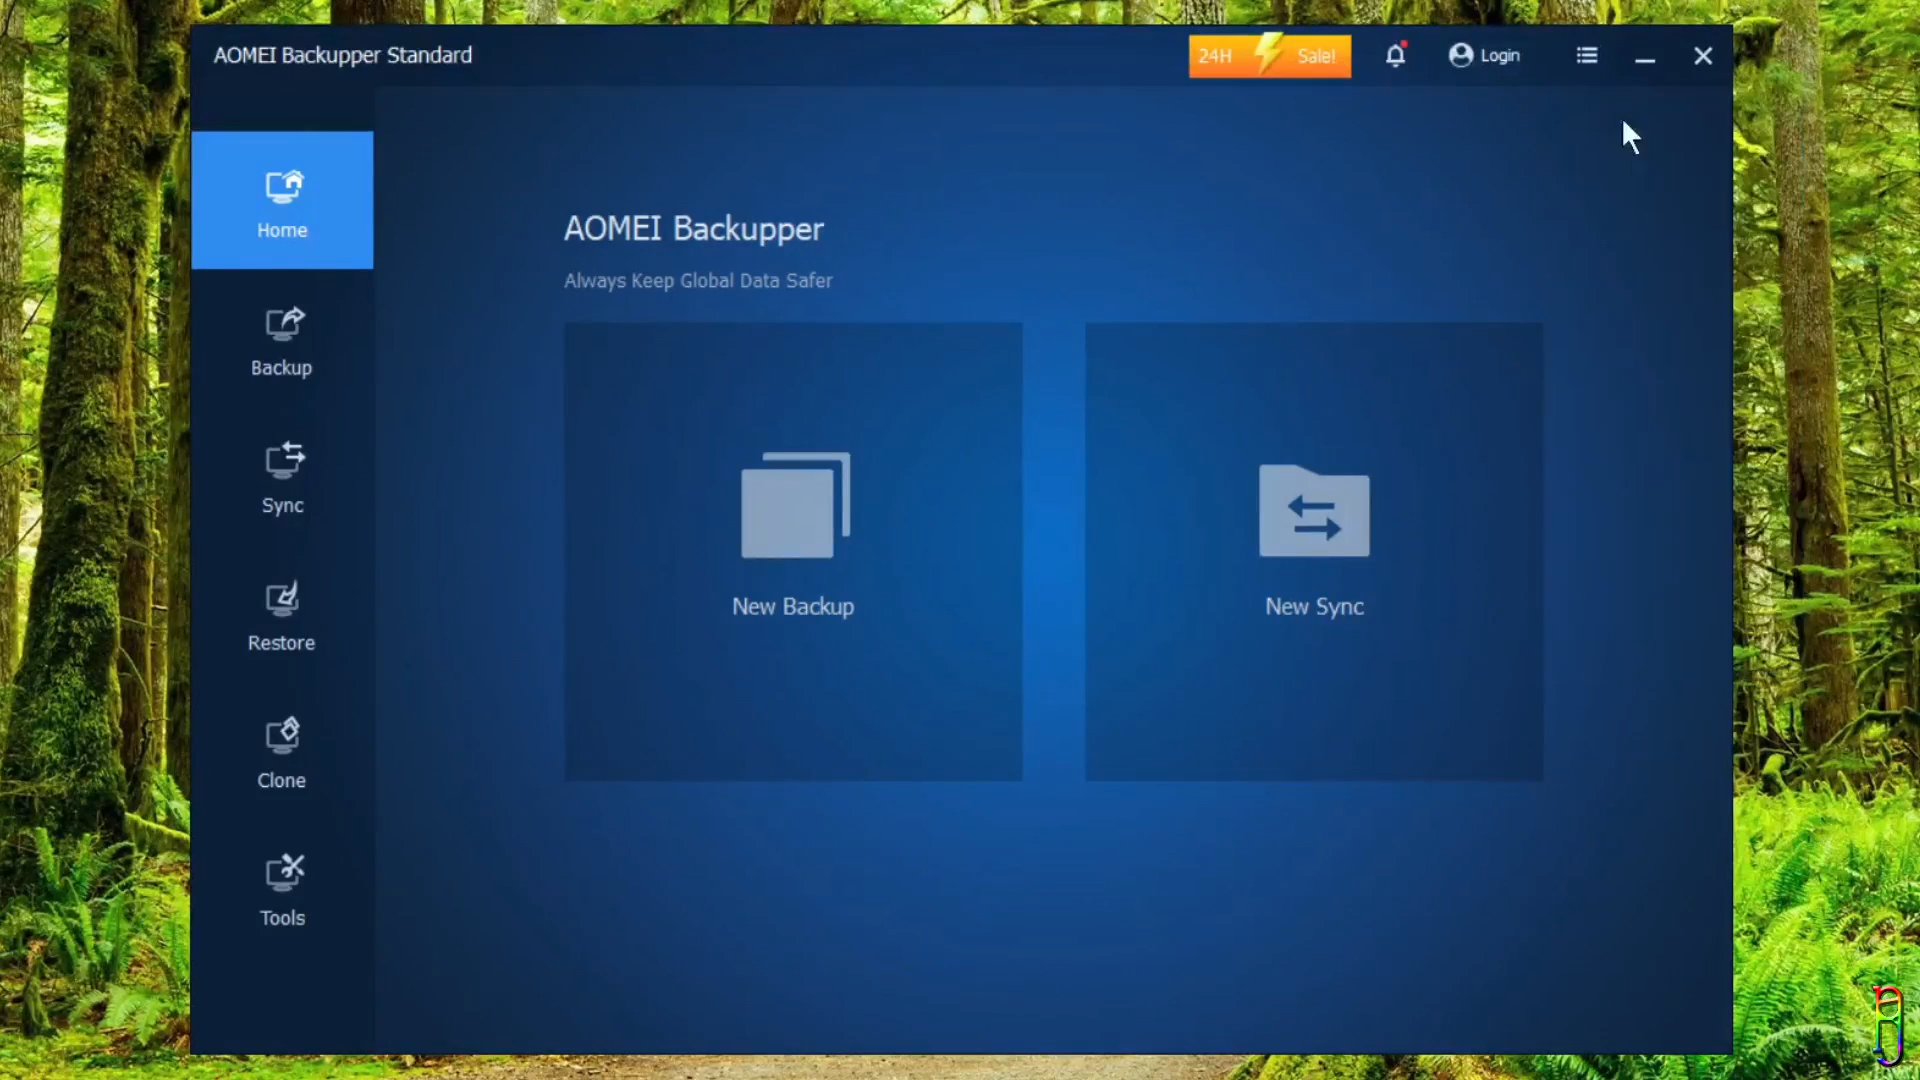 AOMEI Backupper Standard
24H Sale!
Login
Home
Backup
Sync
Restore
Clone
Tools
AOMEI Backupper
Always Keep Global Data Safer
New Backup
New Sync